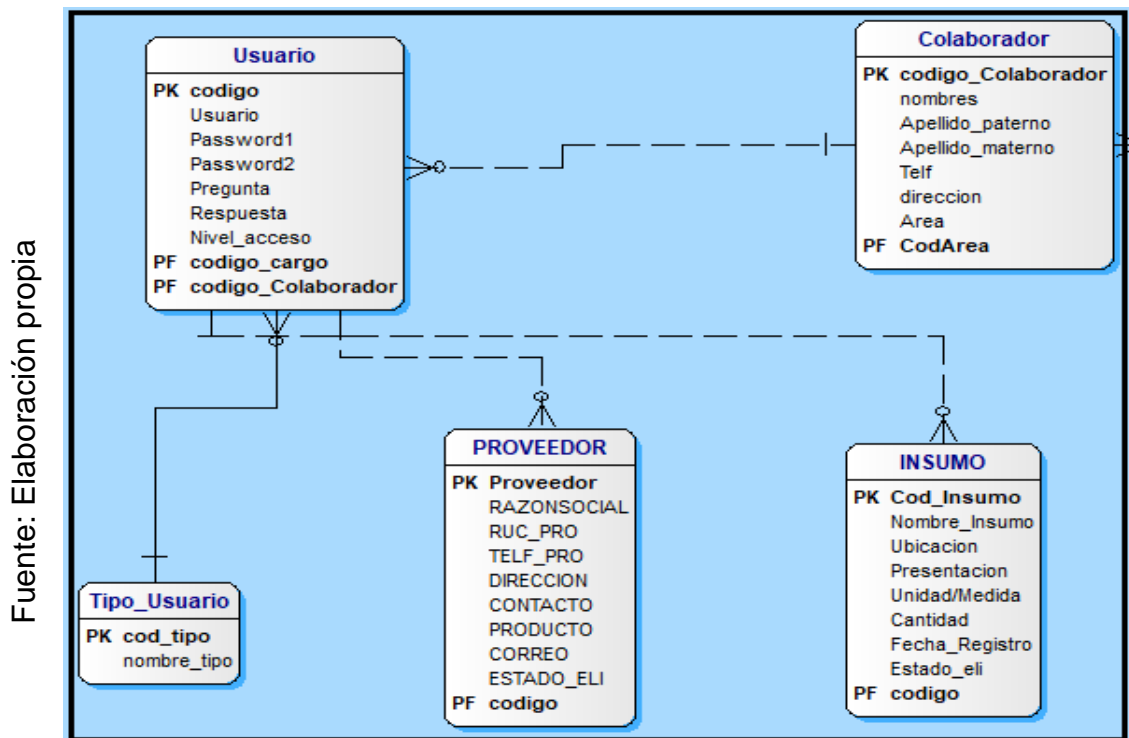 Fuente: Elaboración propia
Usuario
PK codigo
Usuario
Password1
Password2
Pregunta
Respuesta
Nivel_acceso
PF codigo_cargo
PF codigo_Colaborador
Colaborador
PK codigo_Colaborador
nombres
Apellido_paterno
Apellido_materno
Telf
direccion
Area
PF CodArea
Tipo_Usuario
PK cod_tipo
nombre_tipo
PROVEEDOR
PK Proveedor
RAZONSOCIAL
RUC_PRO
TELF_PRO
DIRECCION
CONTACTO
PRODUCTO
CORREO
ESTADO_ELI
PF codigo
INSUMO
PK Cod_Insumo
Nombre_Insumo
Ubicacion
Presentacion
Unidad/Medida
Cantidad
Fecha_Registro
Estado_eli
PF codigo